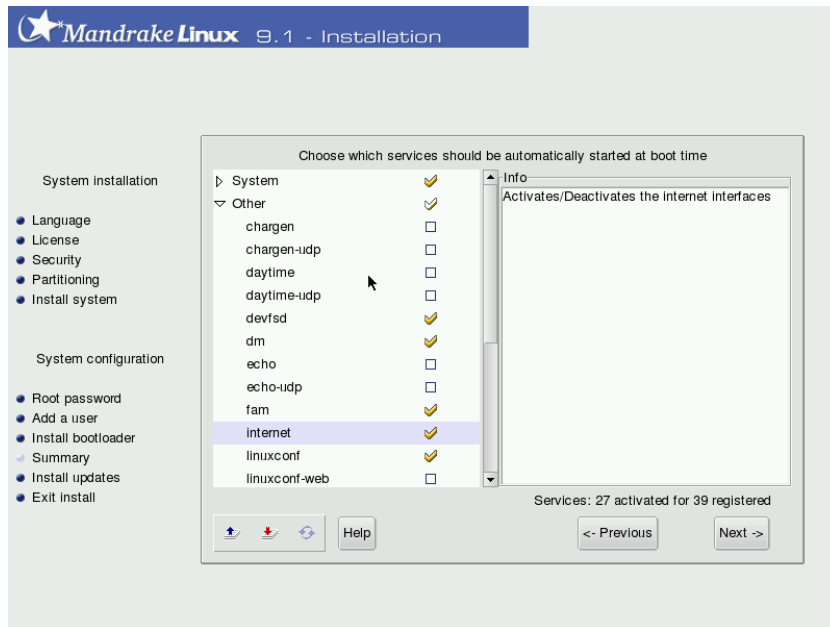 Mandrake Linux 9.1 - Installation
Choose which services should be automatically started at boot time
System installation
Language
License
Security
Partitioning
Install system
System configuration
Root password
Add a user
Install bootloader
Summary
Install updates
Exit install
System
Other
chargen
chargen-udp
daytime
daytime-udp
devfsd
dm
echo
echo-udp
fam
internet
linuxconf
linuxconf-web
Info
Activates/Deactivates the internet interfaces
Services: 27 activated for 39 registered
Help
<- Previous
Next ->